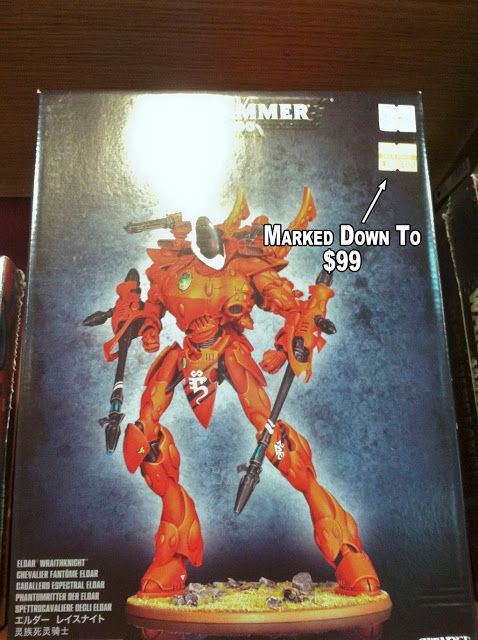 MMER
MARKED DOWN TO
$99
ELDAR WRAITHKNIGHT
CHEVALIER FANTÔME ELDAR
CABALLERO ESPECTRAL ELDAR
PHANTOMRITTER DER ELDAR
SPETTROCAVALIERE DEGLI ELDAR
エルダー レイスナイト
灵族死灵骑士